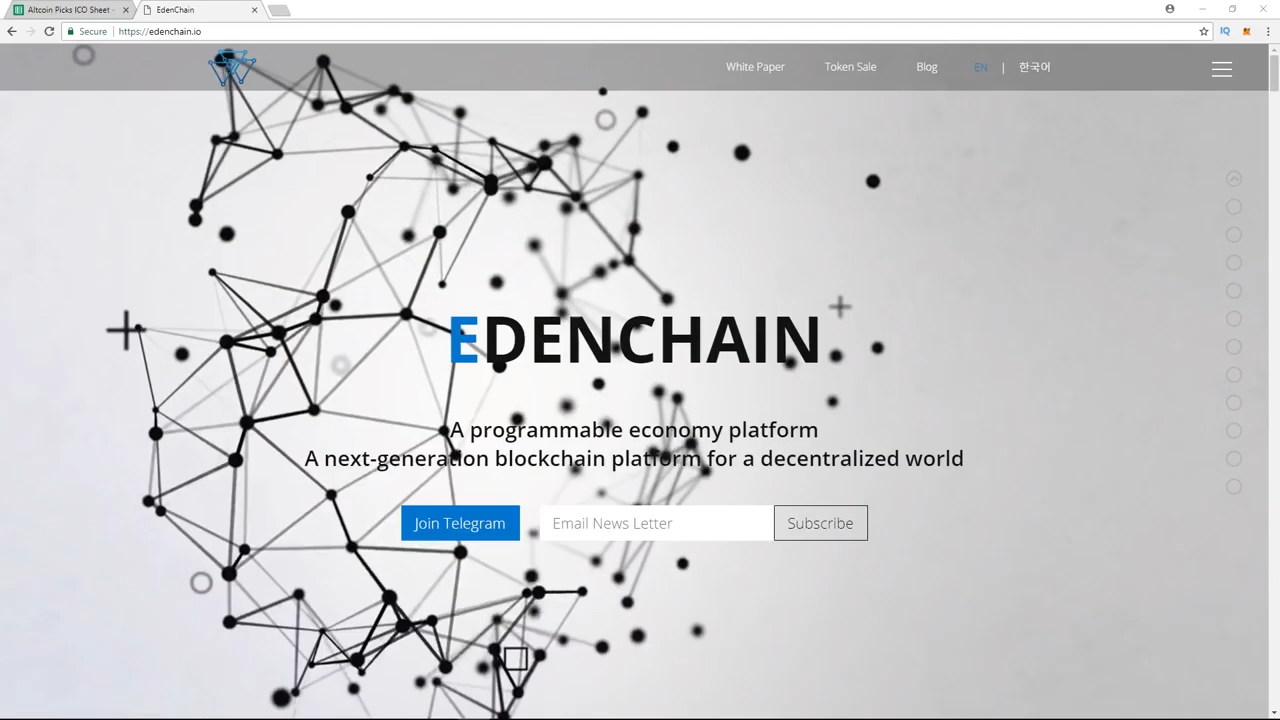 Altcoin Picks ICO Sheet -
EdenChain
Secure
https://edenchain.io
IQ
White Paper
Token Sale
Blog
EN | 한국어
EDENCHAIN
A programmable economy platform
A next-generation blockchain platform for a decentralized world
Join Telegram
Email News Letter
Subscribe